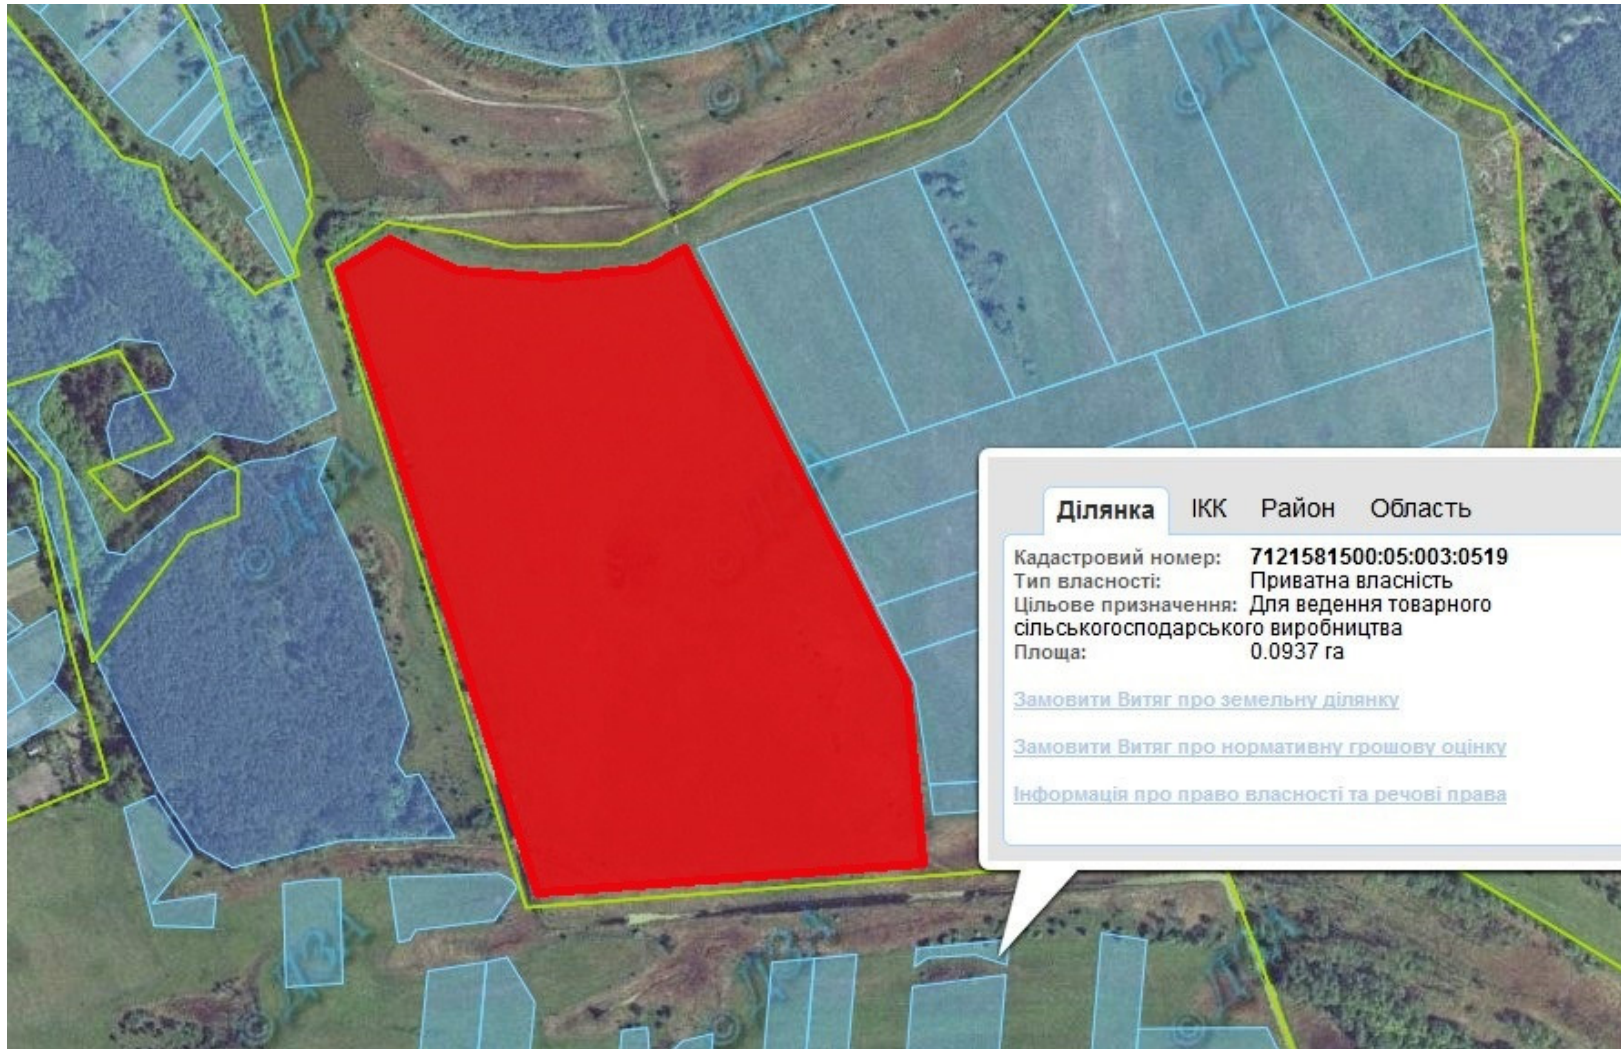 Ділянка ІКК Район Область
Кадастровий номер: 7121581500:05:003:0519
Тип власності: Приватна власність
Цільове призначення: Для ведення товарного
сільськогосподарського виробництва
Площа: 0.0937 га
Замовити Витяг про земельну ділянку
Замовити Витяг про нормативну грошову оцінку
Інформація про право власності та речові права